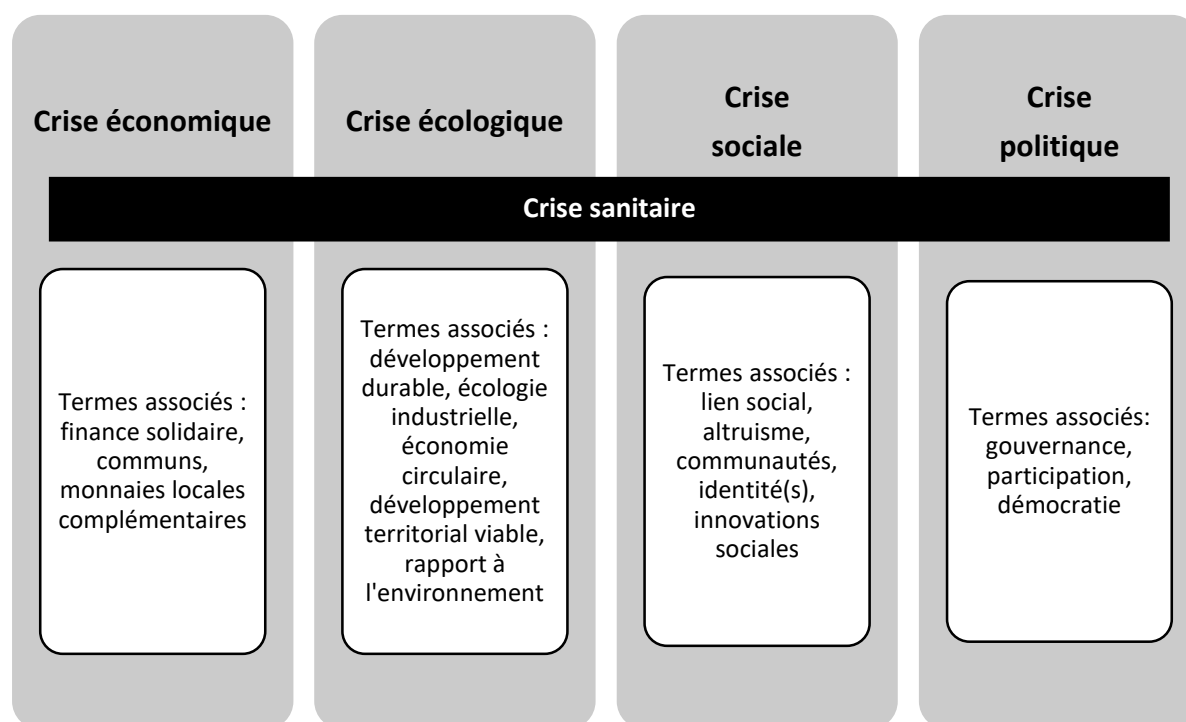 Crise économique
Crise écologique
Crise
sociale
Crise
politique
Crise sanitaire
Termes associés :
finance solidaire,
communs,
monnaies locales
complémentaires
Termes associés :
développement
durable, écologie
industrielle,
économie
circulaire,
développement
territorial viable,
rapport à
l'environnement
Termes associés :
lien social,
altruisme,
communautés,
identité(s),
innovations
sociales
Termes associés:
gouvernance,
participation,
démocratie